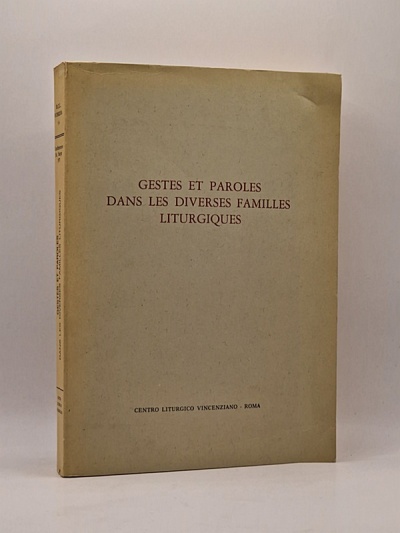 GESTES ET PAROLES
DANS LES DIVERSES FAMILLES
LITURGIQUES
CENTRO LITURGICO VINCENZIANO - ROMA